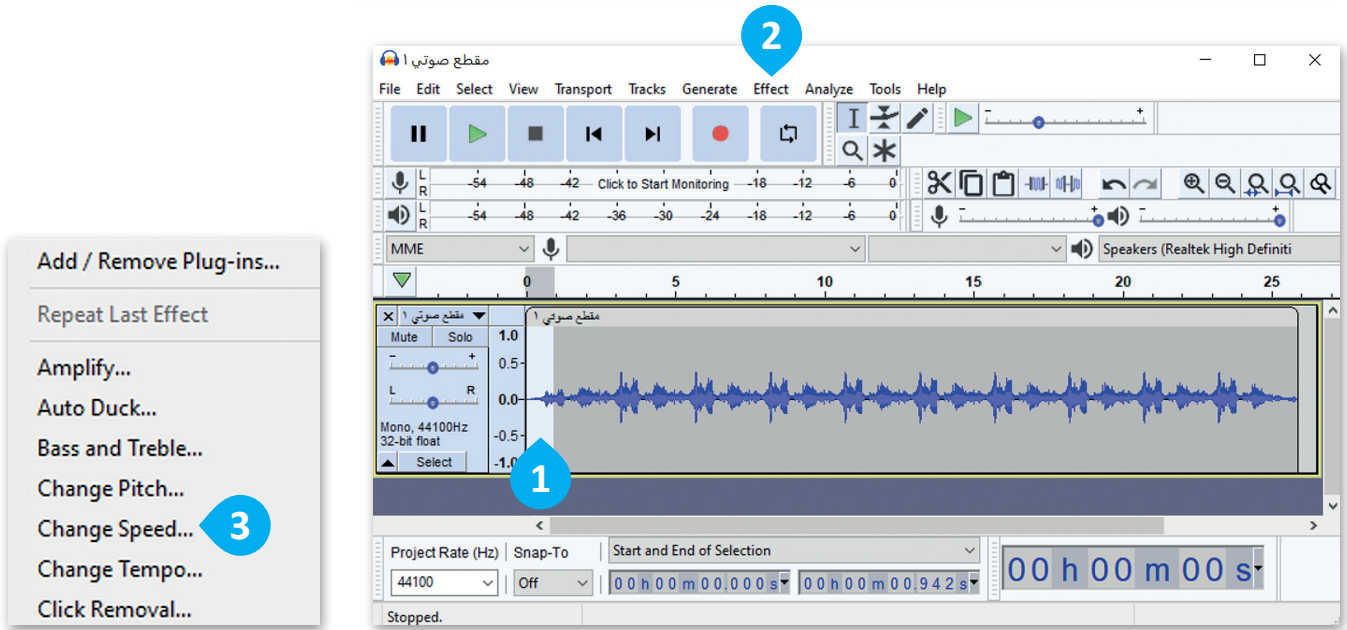 2
مقطع صوتي ١
File Edit Select View Transport Tracks Generate Effect Analyze Tools Help
L
R
-54 -48 -42 Click to Start Monitoring -18 -12 -6 0
L
R
-54 -48 -42 -36 -30 -24 -18 -12 -6 0
MME
Speakers (Realtek High Definiti
0 5 10 15 20 25
مقطع صوتي ١
مقطع صوتي ١
Mute Solo
1.0
- +
0.5
L R
0.0
Mono, 44100Hz
32-bit float
-0.5
Select
-1.0
1
Project Rate (Hz) Snap-To Start and End of Selection
44100 Off 00h00m00.000s 00h00m00.942s
00h00m00s
Stopped.
Add / Remove Plug-ins...
Repeat Last Effect
Amplify...
Auto Duck...
Bass and Treble...
Change Pitch...
Change Speed...
3
Change Tempo...
Click Removal...